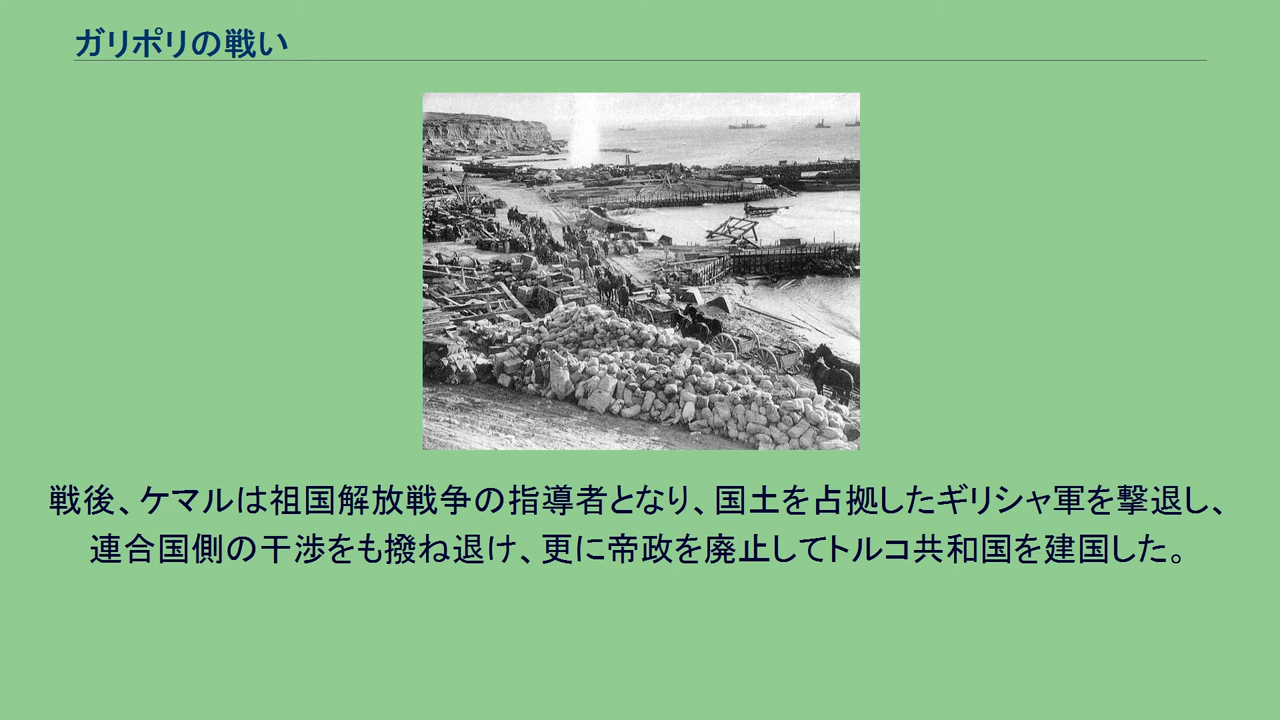 ガリポリの戦い
戦後、ケマルは祖国解放戦争の指導者となり、国土を占拠したギリシャ軍を撃退し、
連合国側の干渉をも撥ね退け、更に帝政を廃止してトルコ共和国を建国した。